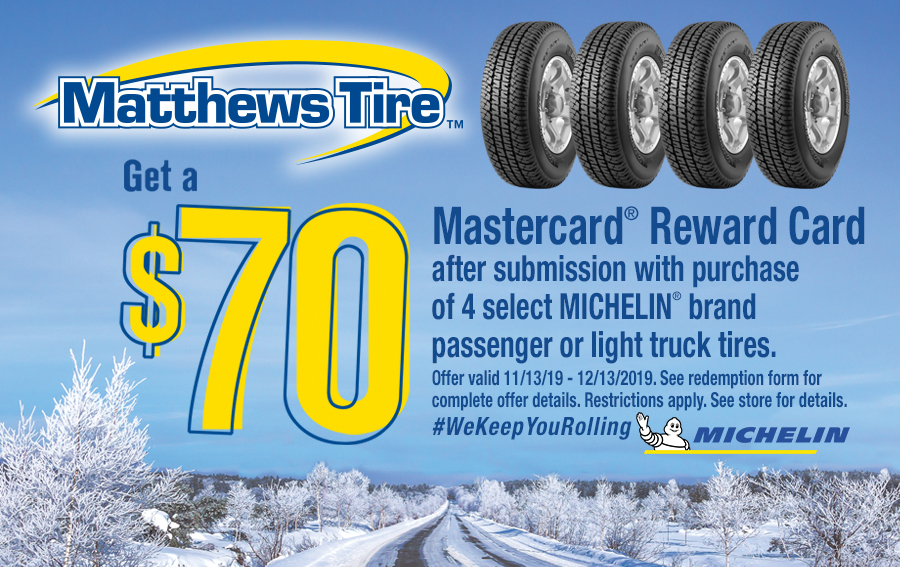 Matthews Tire™
Get a
$70
Mastercard® Reward Card
after submission with purchase
of 4 select MICHELIN® brand
passenger or light truck tires.
Offer valid 11/13/19 - 12/13/2019. See redemption form for
complete offer details. Restrictions apply. See store for details.
#WeKeepYouRolling
MICHELIN